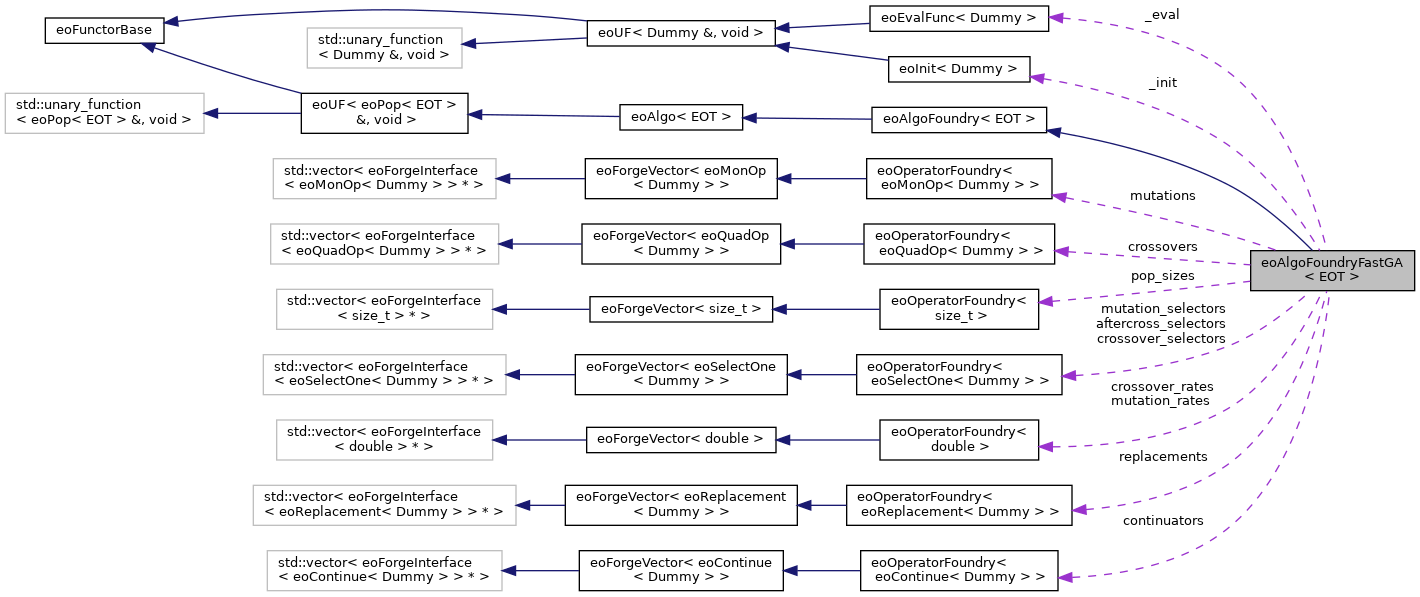 eoFunctorBase
std::unary_function
< Dummy &, void >
eoUF< Dummy &, void >
eoEvalFunc< Dummy >
_eval
eoInit< Dummy >
_init
std::unary_function
< eoPop< EOT > &, void >
eoUF< eoPop< EOT >
&, void >
eoAlgo< EOT >
eoAlgoFoundry< EOT >
std::vector< eoForgeInterface
< eoMonOp< Dummy > > * >
eoForgeVector< eoMonOp
< Dummy > >
eoOperatorFoundry<
eoMonOp< Dummy > >
mutations
std::vector< eoForgeInterface
< eoQuadOp< Dummy > > * >
eoForgeVector< eoQuadOp
< Dummy > >
eoOperatorFoundry<
eoQuadOp< Dummy > >
crossovers
eoAlgoFoundryFastGA
< EOT >
std::vector< eoForgeInterface
< size_t > * >
eoForgeVector< size_t >
eoOperatorFoundry<
size_t >
pop_sizes
mutation_selectors
aftercross_selectors
crossover_selectors
std::vector< eoForgeInterface
< eoSelectOne< Dummy > > * >
eoForgeVector< eoSelectOne
< Dummy > >
eoOperatorFoundry<
eoSelectOne< Dummy > >
crossover_rates
mutation_rates
std::vector< eoForgeInterface
< double > * >
eoForgeVector< double >
eoOperatorFoundry<
double >
replacements
std::vector< eoForgeInterface
< eoReplacement< Dummy > > * >
eoForgeVector< eoReplacement
< Dummy > >
eoOperatorFoundry<
eoReplacement< Dummy > >
continuators
std::vector< eoForgeInterface
< eoContinue< Dummy > > * >
eoForgeVector< eoContinue
< Dummy > >
eoOperatorFoundry<
eoContinue< Dummy > >